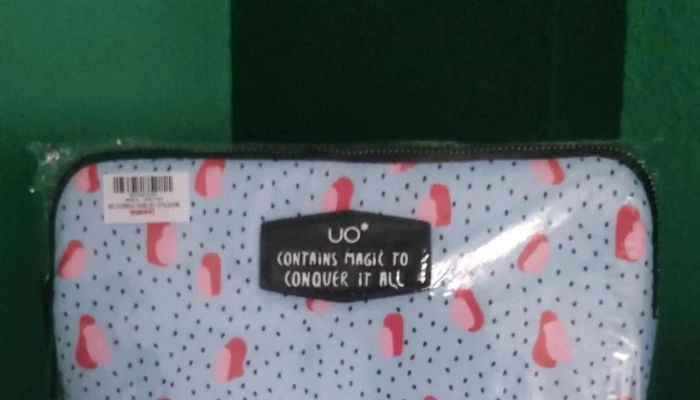 UO*
CONTAINS MAGIC TO
CONQUER IT ALL